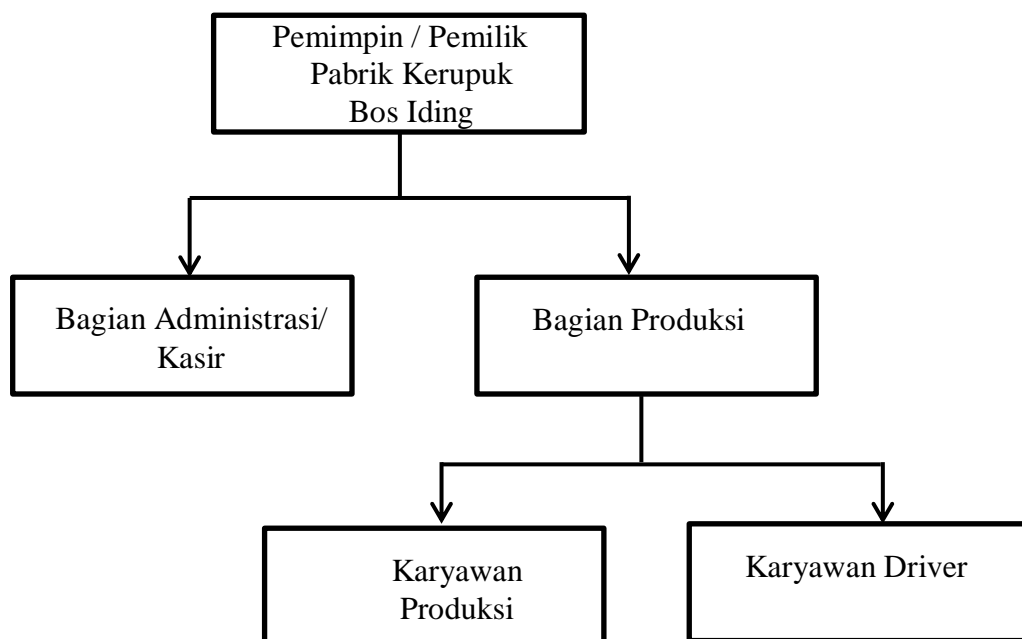 Pemimpin / Pemilik
Pabrik Kerupuk
Bos Iding
Bagian Administrasi/
Kasir
Bagian Produksi
Karyawan
Produksi
Karyawan Driver